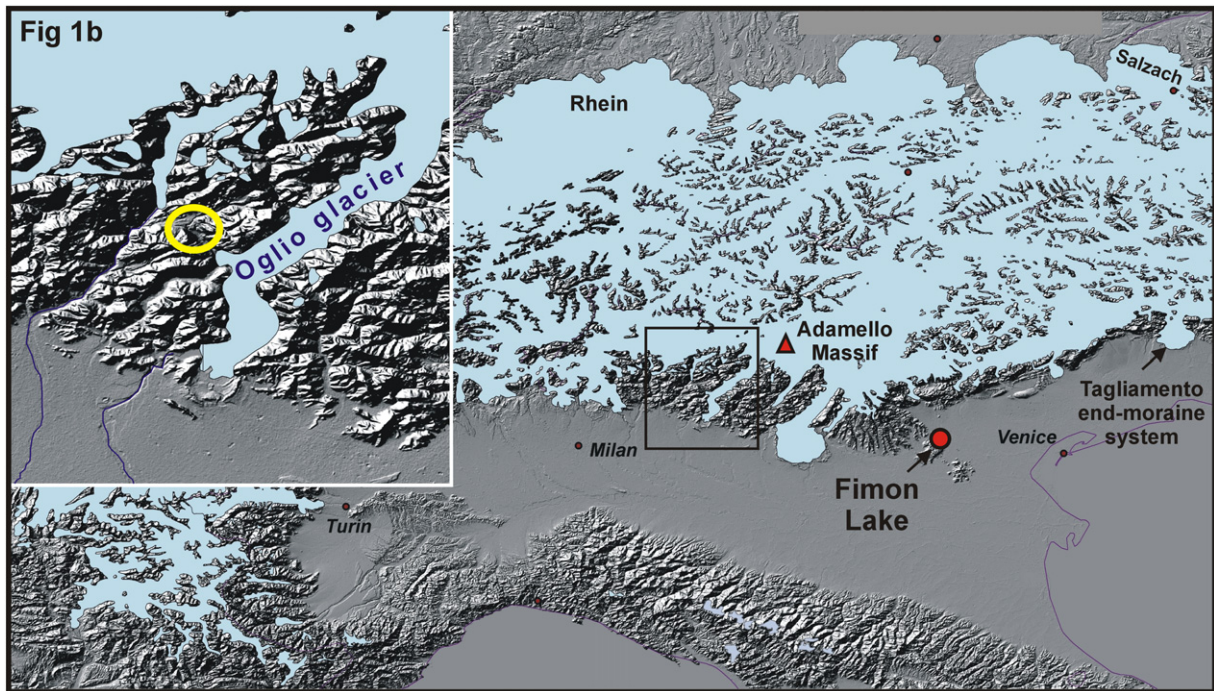 Fig 1b
Oglio glacier
Rhein
Salzach
Adamello
Massif
Tagliamento
end-moraine
system
Milan
Venice
Fimon
Lake
Turin